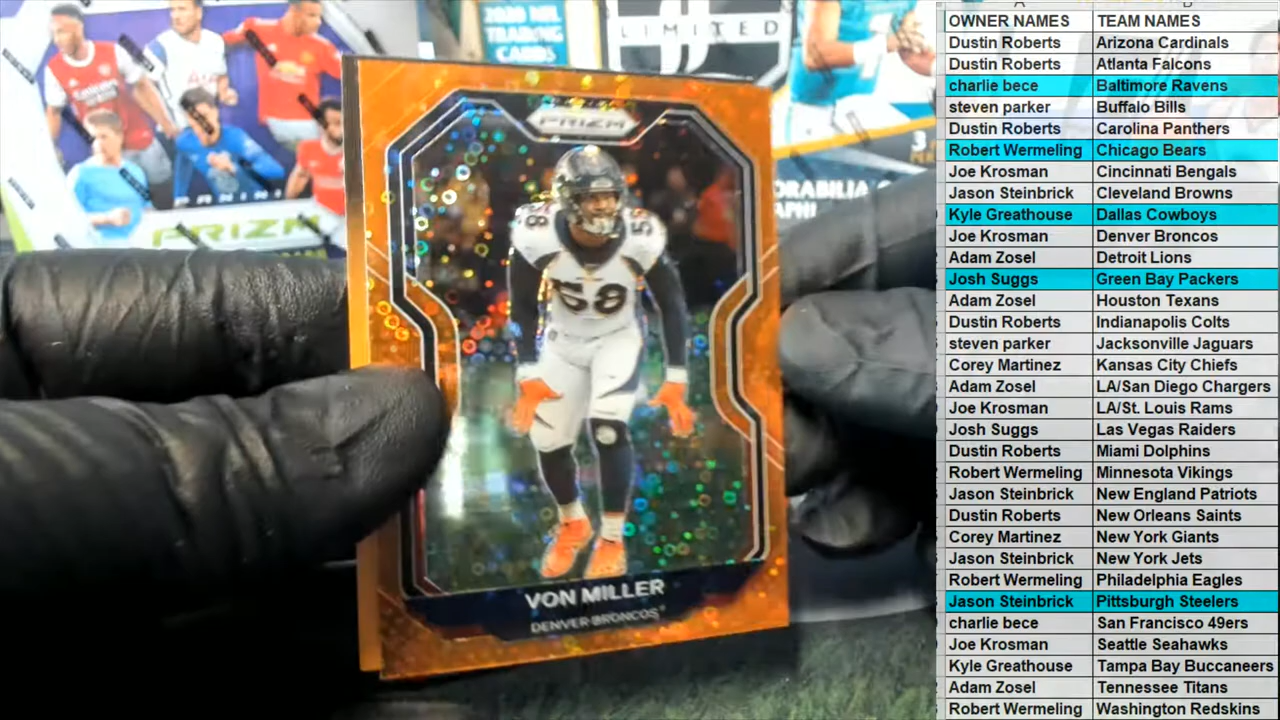 2020 NFL
TRADING
CARDS
LIMITED
PANINI
PRIZM
3
PRIZM
58
58
VON MILLER
DENVER BRONCOS
OWNER NAMES TEAM NAMES
Dustin Roberts Arizona Cardinals
Dustin Roberts Atlanta Falcons
charlie bece Baltimore Ravens
steven parker Buffalo Bills
Dustin Roberts Carolina Panthers
Robert Wermeling Chicago Bears
Joe Krosman Cincinnati Bengals
Jason Steinbrick Cleveland Browns
Kyle Greathouse Dallas Cowboys
Joe Krosman Denver Broncos
Adam Zosel Detroit Lions
Josh Suggs Green Bay Packers
Adam Zosel Houston Texans
Dustin Roberts Indianapolis Colts
steven parker Jacksonville Jaguars
Corey Martinez Kansas City Chiefs
Adam Zosel LA/San Diego Chargers
Joe Krosman LA/St. Louis Rams
Josh Suggs Las Vegas Raiders
Dustin Roberts Miami Dolphins
Robert Wermeling Minnesota Vikings
Jason Steinbrick New England Patriots
Dustin Roberts New Orleans Saints
Corey Martinez New York Giants
Jason Steinbrick New York Jets
Robert Wermeling Philadelphia Eagles
Jason Steinbrick Pittsburgh Steelers
charlie bece San Francisco 49ers
Joe Krosman Seattle Seahawks
Kyle Greathouse Tampa Bay Buccaneers
Adam Zosel Tennessee Titans
Robert Wermeling Washington Redskins